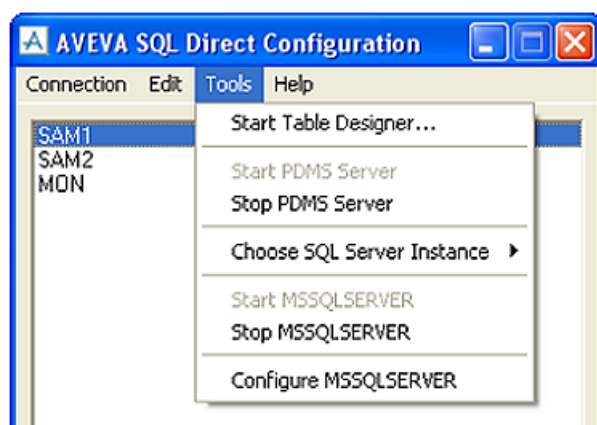 AVEVA SQL Direct Configuration
Connection Edit Tools Help
SAM1
SAM2
MON
Start Table Designer...
Start PDMS Server
Stop PDMS Server
Choose SQL Server Instance
Start MSSQLSERVER
Stop MSSQLSERVER
Configure MSSQLSERVER